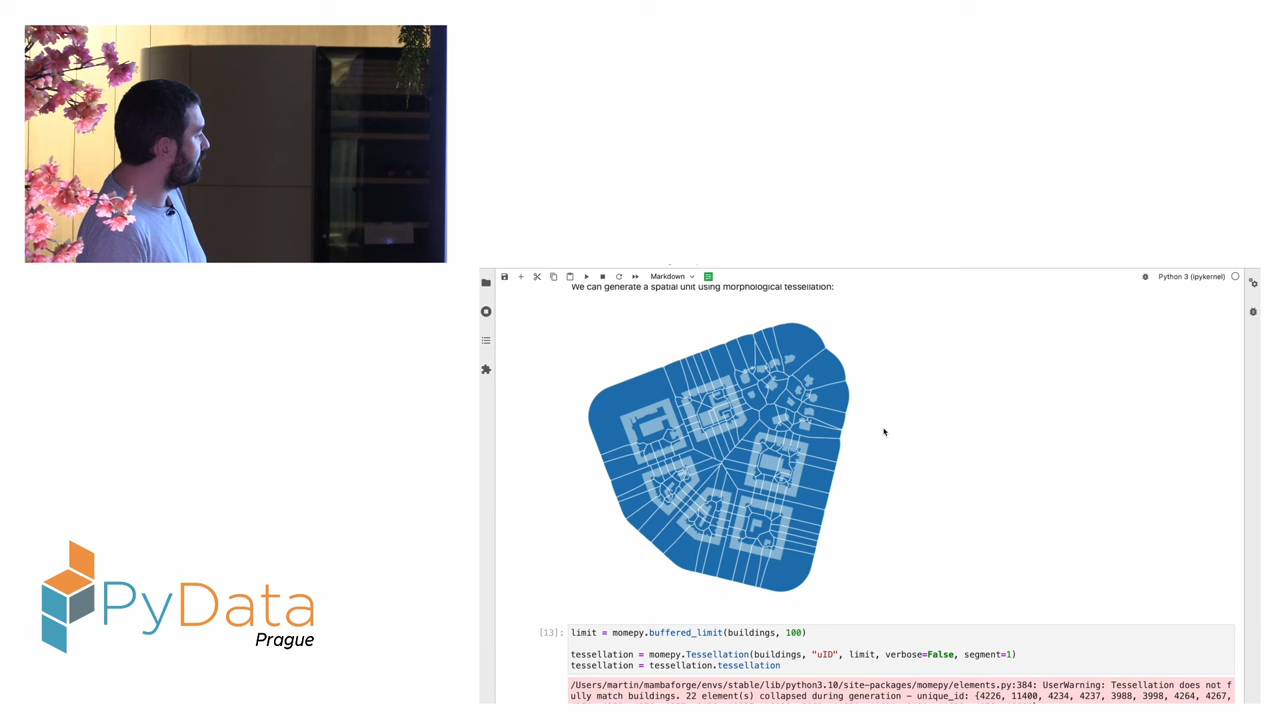 Markdown
Python 3 (ipykernel)
We can generate a spatial unit using morphological tessellation:
[13]:
limit = momepy.buffered_limit(buildings, 100)
tessellation = momepy.Tessellation(buildings, "uID", limit, verbose=False, segment=1)
tessellation = tessellation.tessellation
/Users/martin/mambaforge/envs/stable/lib/python3.10/site-packages/momepy/elements.py:384: UserWarning: Tessellation does not f
ully match buildings. 22 element(s) collapsed during generation – unique_id: {4226, 11400, 4234, 4237, 3988, 3998, 4264, 4267,
PyData
Prague